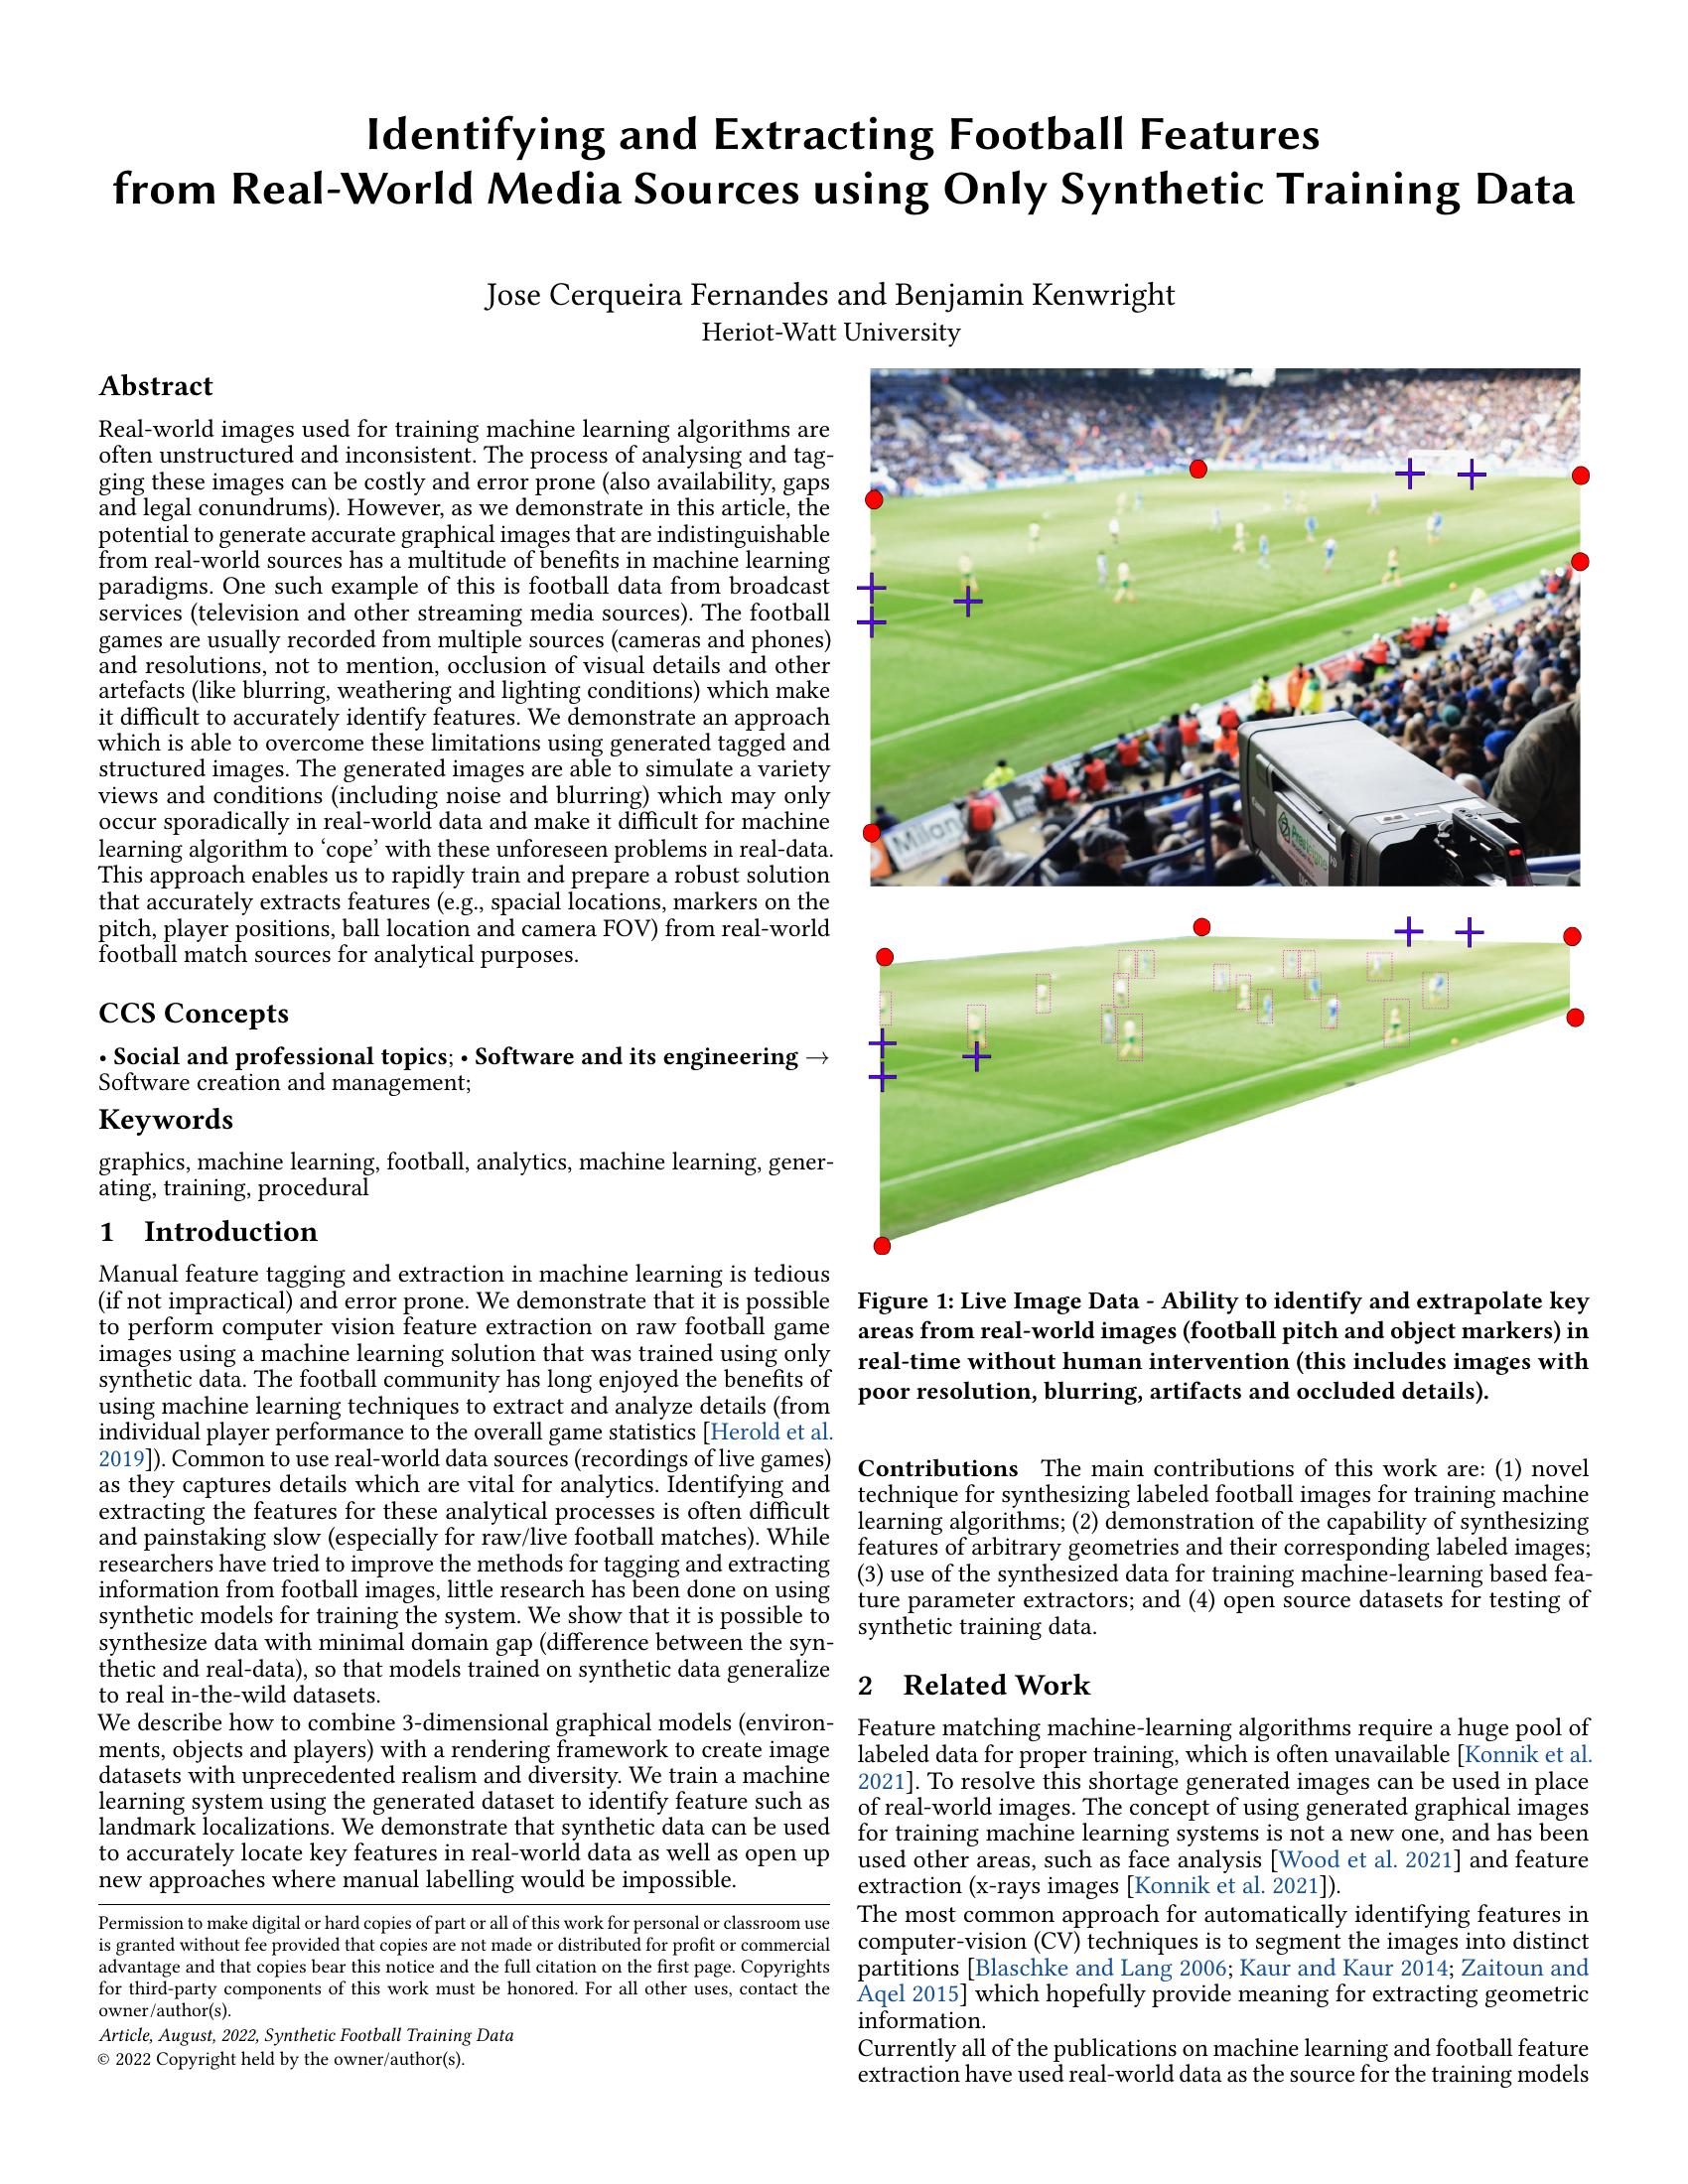 Identifying and Extracting Football Features
from Real-World Media Sources using Only Synthetic Training Data
Jose Cerqueira Fernandes and Benjamin Kenwright
Heriot-Watt University
Abstract
Real-world images used for training machine learning algorithms are
often unstructured and inconsistent. The process of analysing and tag-
ging these images can be costly and error prone (also availability, gaps
and legal conundrums). However, as we demonstrate in this article, the
potential to generate accurate graphical images that are indistinguishable
from real-world sources has a multitude of benefits in machine learning
paradigms. One such example of this is football data from broadcast
services (television and other streaming media sources). The football
games are usually recorded from multiple sources (cameras and phones)
and resolutions, not to mention, occlusion of visual details and other
artefacts (like blurring, weathering and lighting conditions) which make
it difficult to accurately identify features. We demonstrate an approach
which is able to overcome these limitations using generated tagged and
structured images. The generated images are able to simulate a variety
views and conditions (including noise and blurring) which may only
occur sporadically in real-world data and make it difficult for machine
learning algorithm to ‘cope’ with these unforeseen problems in real-data.
This approach enables us to rapidly train and prepare a robust solution
that accurately extracts features (e.g., spacial locations, markers on the
pitch, player positions, ball location and camera FOV) from real-world
football match sources for analytical purposes.
CCS Concepts
• Social and professional topics; • Software and its engineering →
Software creation and management;
Keywords
graphics, machine learning, football, analytics, machine learning, gener-
ating, training, procedural
1 Introduction
Manual feature tagging and extraction in machine learning is tedious
(if not impractical) and error prone. We demonstrate that it is possible
to perform computer vision feature extraction on raw football game
images using a machine learning solution that was trained using only
synthetic data. The football community has long enjoyed the benefits of
using machine learning techniques to extract and analyze details (from
individual player performance to the overall game statistics [Herold et al.
2019]). Common to use real-world data sources (recordings of live games)
as they captures details which are vital for analytics. Identifying and
extracting the features for these analytical processes is often difficult
and painstaking slow (especially for raw/live football matches). While
researchers have tried to improve the methods for tagging and extracting
information from football images, little research has been done on using
synthetic models for training the system. We show that it is possible to
synthesize data with minimal domain gap (difference between the syn-
thetic and real-data), so that models trained on synthetic data generalize
to real in-the-wild datasets.
We describe how to combine 3-dimensional graphical models (environ-
ments, objects and players) with a rendering framework to create image
datasets with unprecedented realism and diversity. We train a machine
learning system using the generated dataset to identify feature such as
landmark localizations. We demonstrate that synthetic data can be used
to accurately locate key features in real-world data as well as open up
new approaches where manual labelling would be impossible.
Permission to make digital or hard copies of part or all of this work for personal or classroom use
is granted without fee provided that copies are not made or distributed for profit or commercial
advantage and that copies bear this notice and the full citation on the first page. Copyrights
for third-party components of this work must be honored. For all other uses, contact the
owner/author(s).
Article, August, 2022, Synthetic Football Training Data
© 2022 Copyright held by the owner/author(s).
Milan
Canon
Figure 1: Live Image Data - Ability to identify and extrapolate key
areas from real-world images (football pitch and object markers) in
real-time without human intervention (this includes images with
poor resolution, blurring, artifacts and occluded details).
Contributions The main contributions of this work are: (1) novel
technique for synthesizing labeled football images for training machine
learning algorithms; (2) demonstration of the capability of synthesizing
features of arbitrary geometries and their corresponding labeled images;
(3) use of the synthesized data for training machine-learning based fea-
ture parameter extractors; and (4) open source datasets for testing of
synthetic training data.
2 Related Work
Feature matching machine-learning algorithms require a huge pool of
labeled data for proper training, which is often unavailable [Konnik et al.
2021]. To resolve this shortage generated images can be used in place
of real-world images. The concept of using generated graphical images
for training machine learning systems is not a new one, and has been
used other areas, such as face analysis [Wood et al. 2021] and feature
extraction (x-rays images [Konnik et al. 2021]).
The most common approach for automatically identifying features in
computer-vision (CV) techniques is to segment the images into distinct
partitions [Blaschke and Lang 2006; Kaur and Kaur 2014; Zaitoun and
Aqel 2015] which hopefully provide meaning for extracting geometric
information.
Currently all of the publications on machine learning and football feature
extraction have used real-world data as the source for the training models